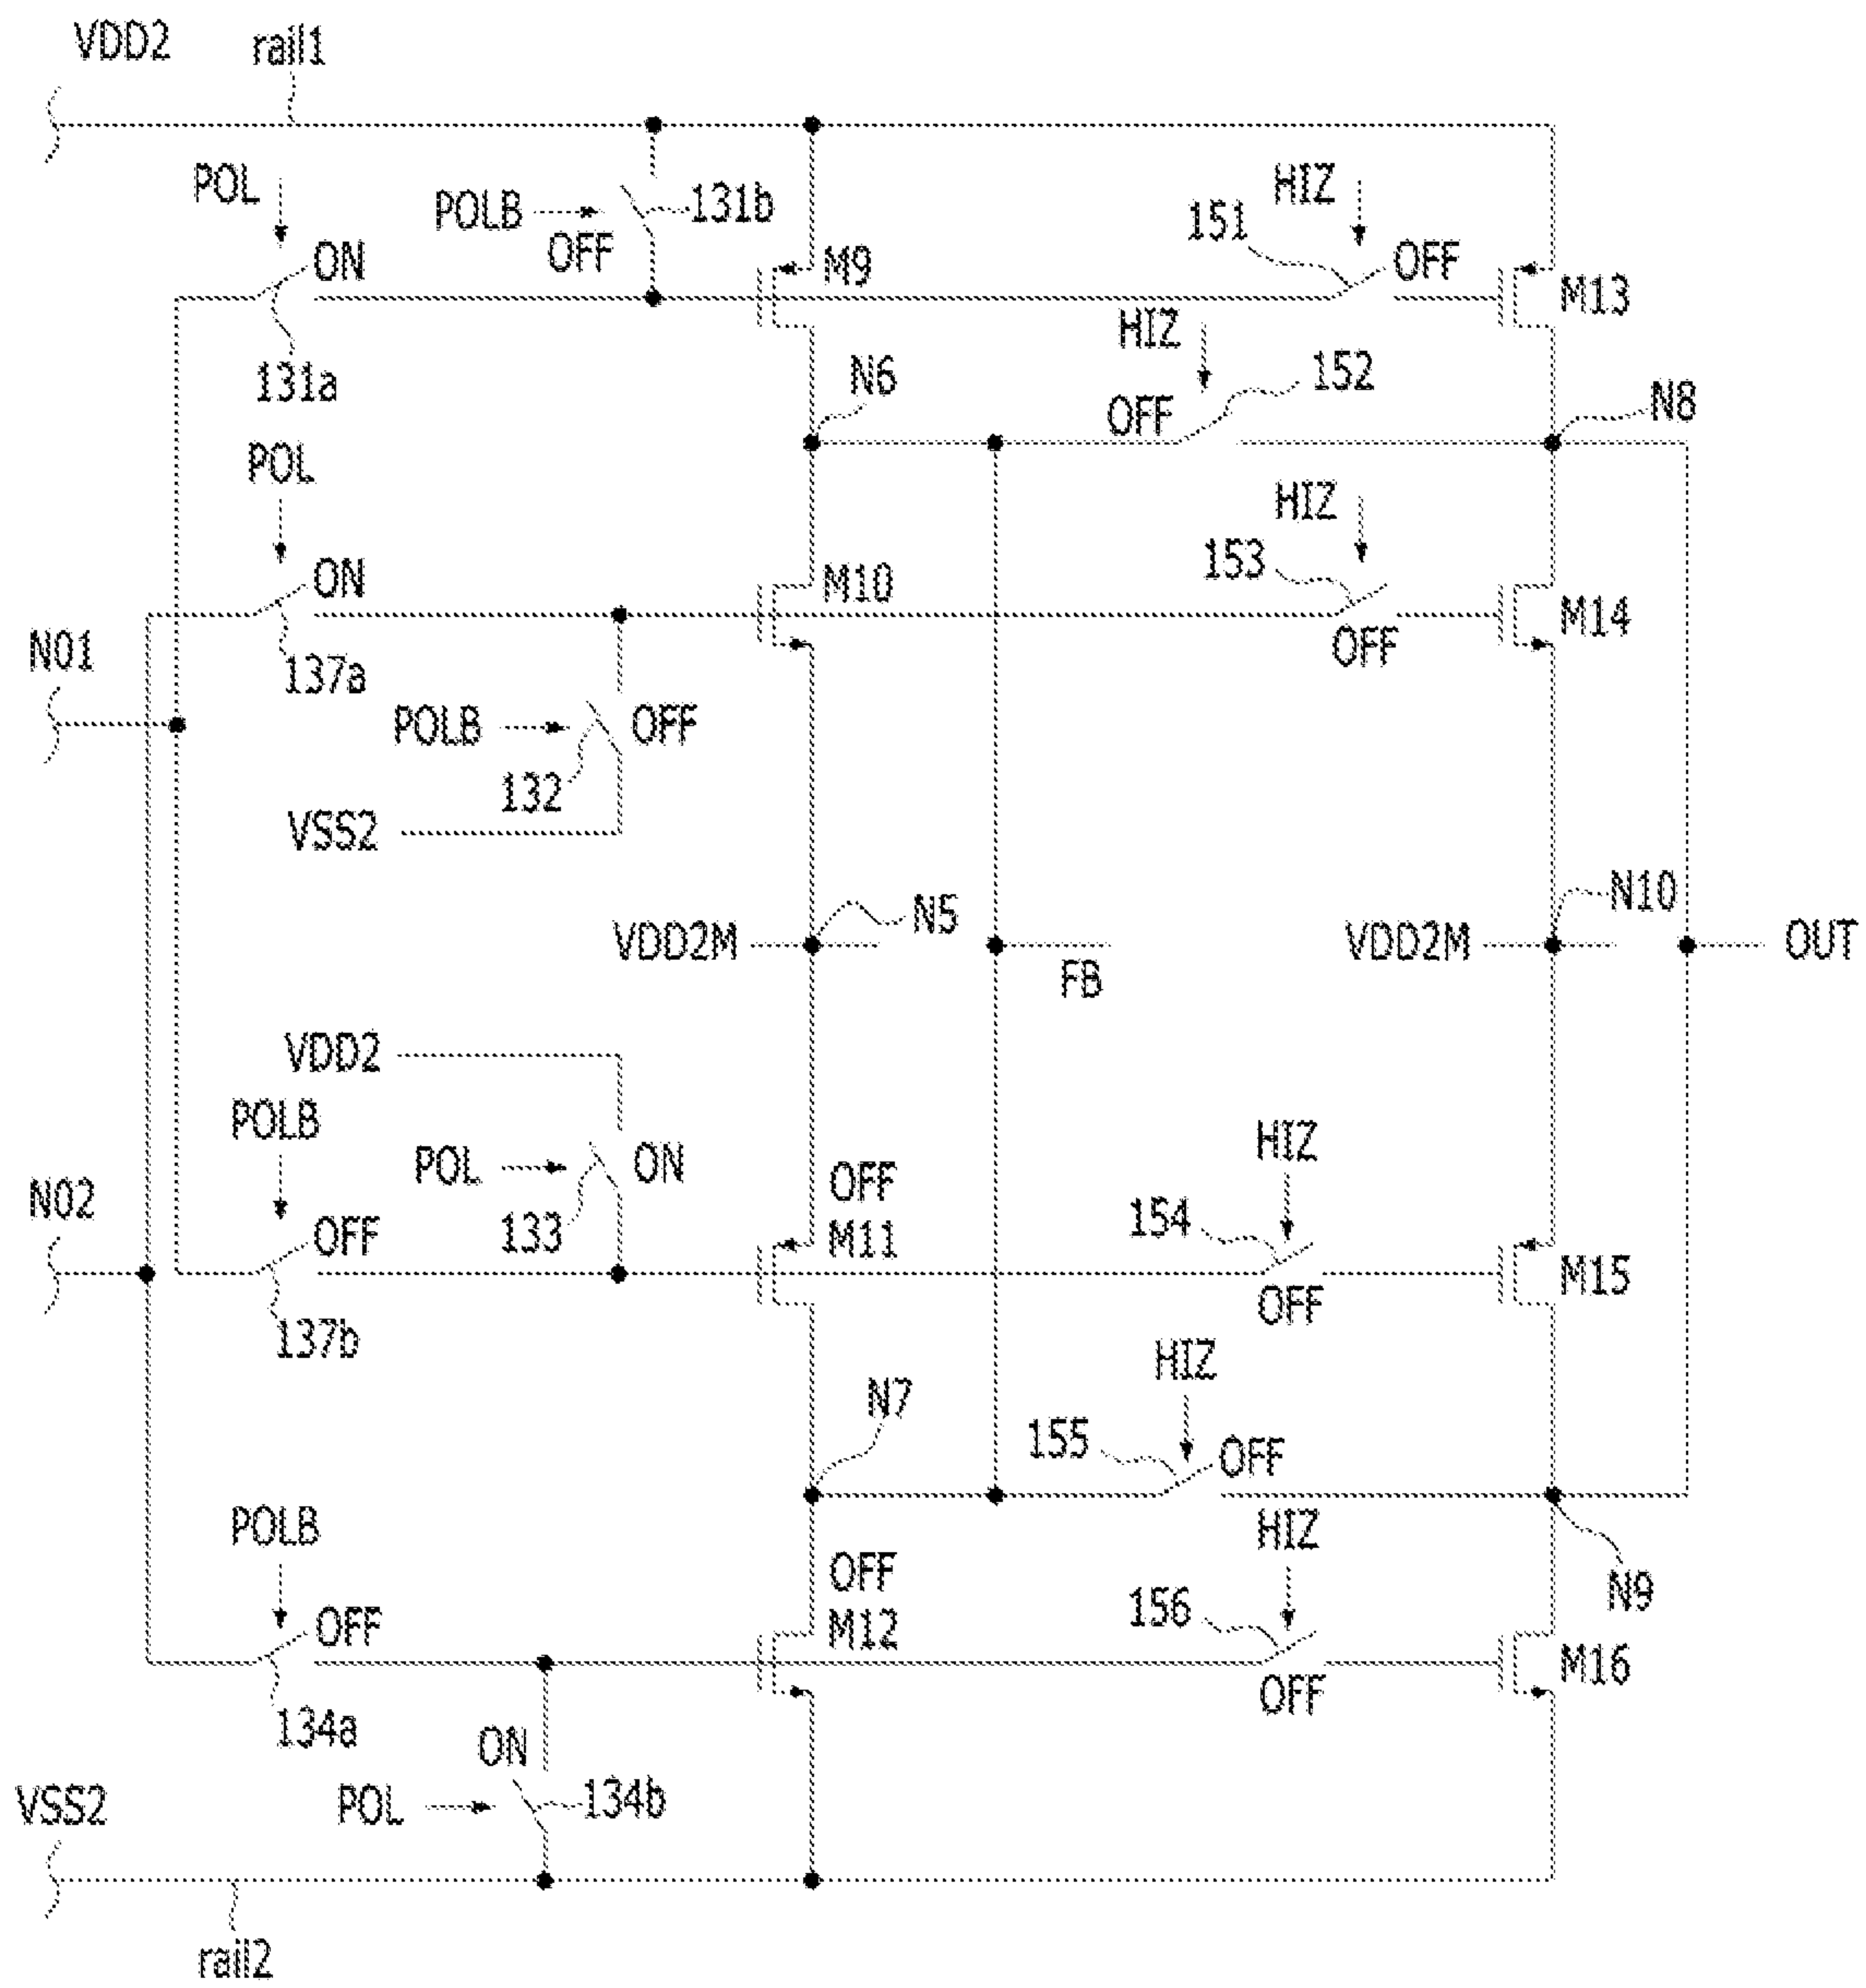 VDD2
rail1
POL
ON
131a
POLB
OFF
131b
M9
HIZ
151
OFF
M13
HIZ
OFF
152
N6
N8
POL
ON
137a
M10
HIZ
153
OFF
M14
N01
POLB
OFF
132
VSS2
VDD2M
N5
FB
VDD2M
N10
OUT
VDD2
POLB
OFF
137b
POL
ON
133
OFF
M11
HIZ
154
OFF
M15
N02
N7
HIZ
155
OFF
N9
POLB
OFF
134a
OFF
M12
HIZ
156
OFF
M16
ON
POL
134b
VSS2
rail2